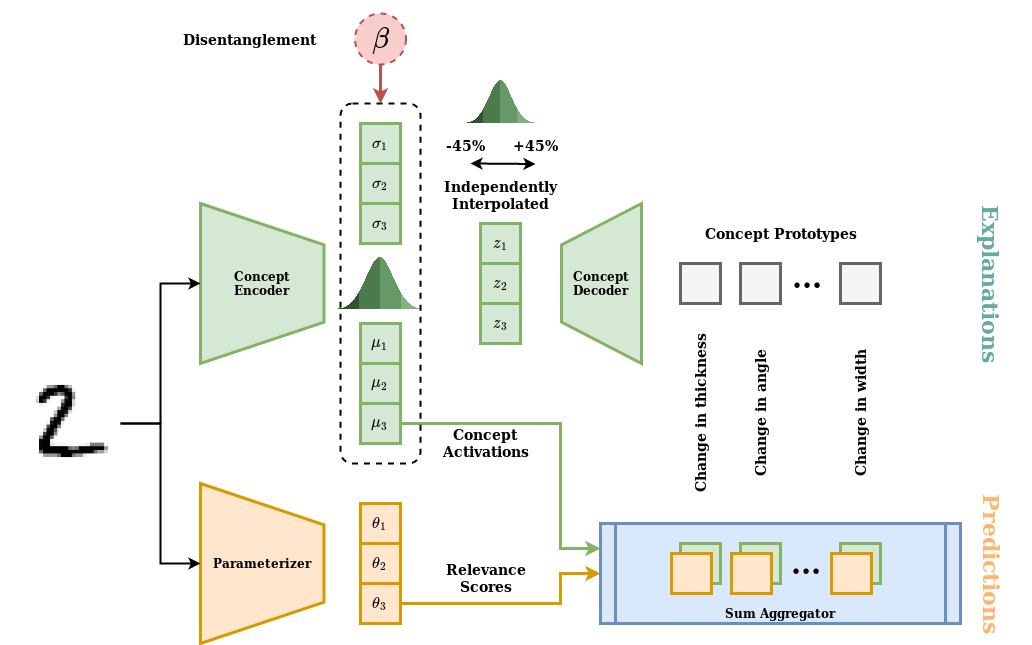 Disentanglement
β
σ1
σ2
σ3
-45% +45%
Independently
Interpolated
z1
z2
z3
Concept
Encoder
Concept
Decoder
Concept Prototypes
...
Explanations
μ1
μ2
μ3
Change in thickness
Change in angle
Change in width
2
Concept
Activations
Parameterizer
θ1
θ2
θ3
Relevance
Scores
...
Sum Aggregator
Predictions